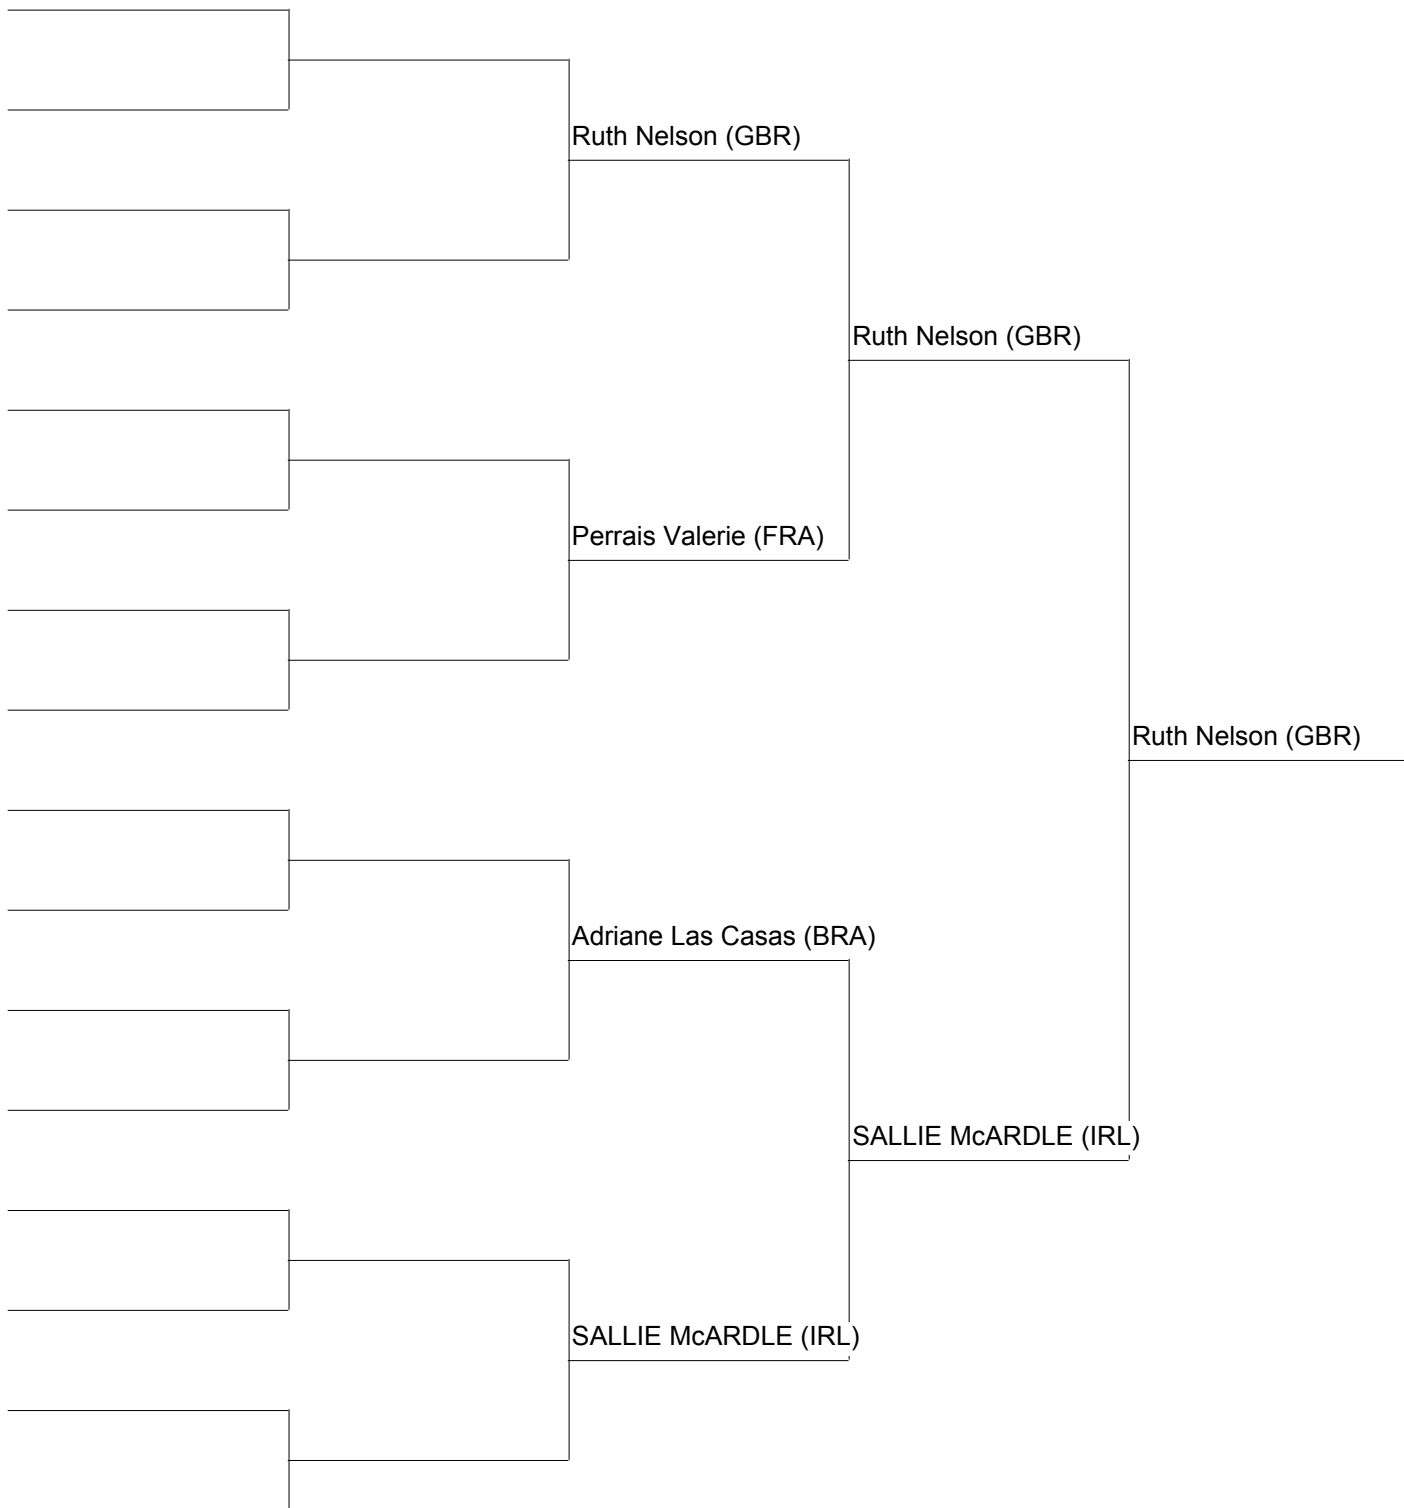 Ruth Nelson (GBR)
Ruth Nelson (GBR)
Perrais Valerie (FRA)
Ruth Nelson (GBR)
Adriane Las Casas (BRA)
SALLIE McARDLE (IRL)
SALLIE McARDLE (IRL)